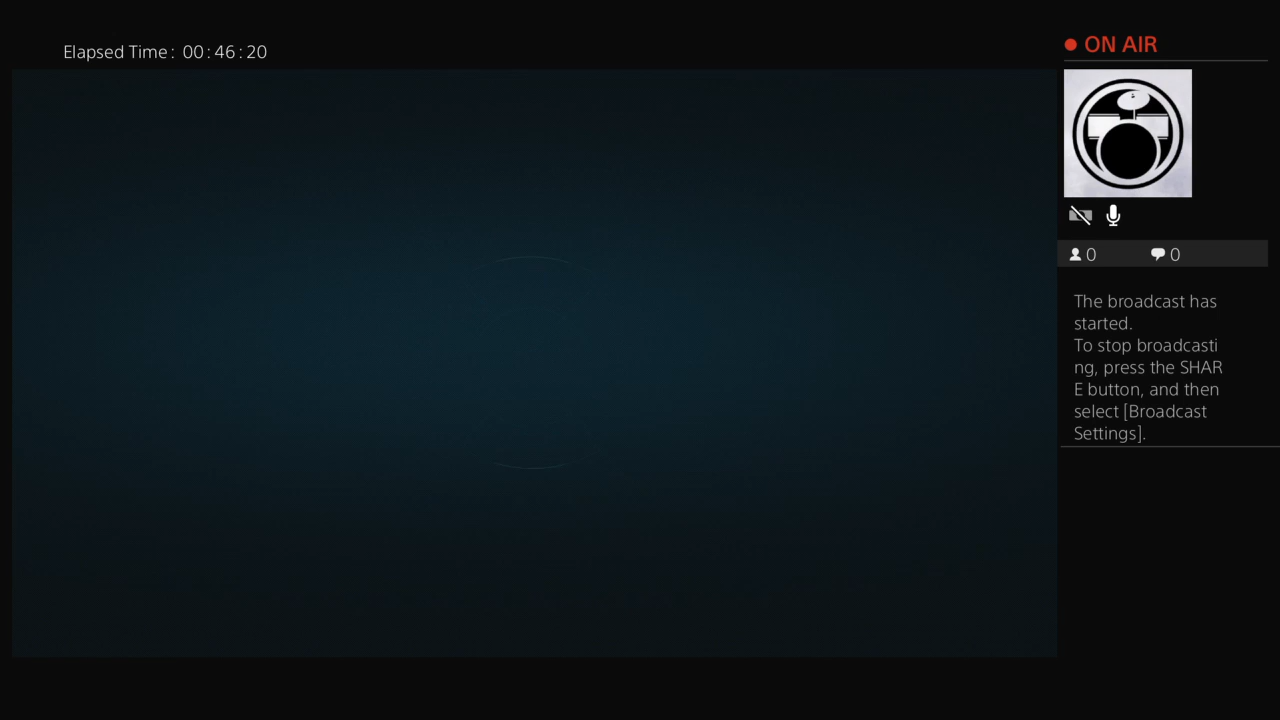 Elapsed Time: 00:46:20
ON AIR
0 0
The broadcast has
started.
To stop broadcasti
ng, press the SHAR
E button, and then
select [Broadcast
Settings].